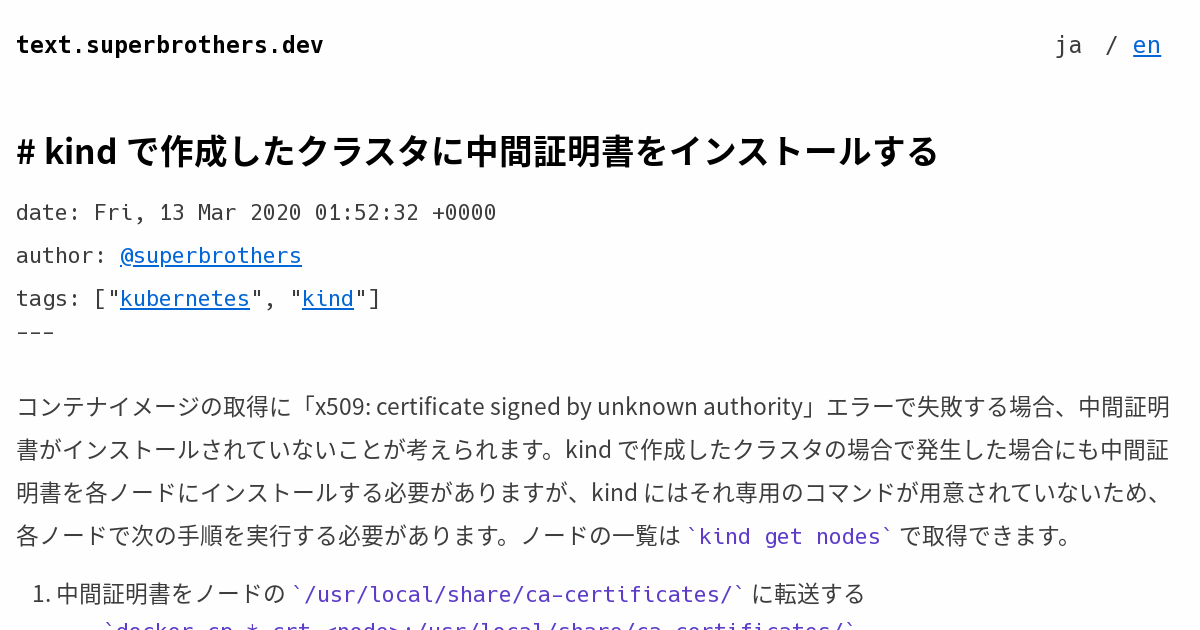 text.superbrothers.dev
ja / en
# kind で作成したクラスタに中間証明書をインストールする
date: Fri, 13 Mar 2020 01:52:32 +0000
author: @superbrothers
tags: ["kubernetes", "kind"]
---
コンテナイメージの取得に「x509: certificate signed by unknown authority」エラーで失敗する場合、中間証明
書がインストールされていないことが考えられます。kind で作成したクラスタの場合で発生した場合にも中間証
明書を各ノードにインストールする必要がありますが、kind にはそれ専用のコマンドが用意されていないため、
各ノードで次の手順を実行する必要があります。ノードの一覧は `kind get nodes` で取得できます。
1. 中間証明書をノードの `/usr/local/share/ca-certificates/` に転送する
`docker cp *.crt <node>:/usr/local/share/ca-certificates/`